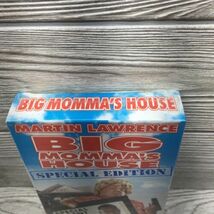 BIG MOMMA'S HOUSE
MARTIN LAWRENCE
BIG
MOMMA'S
HOUSE
SPECIAL EDITION